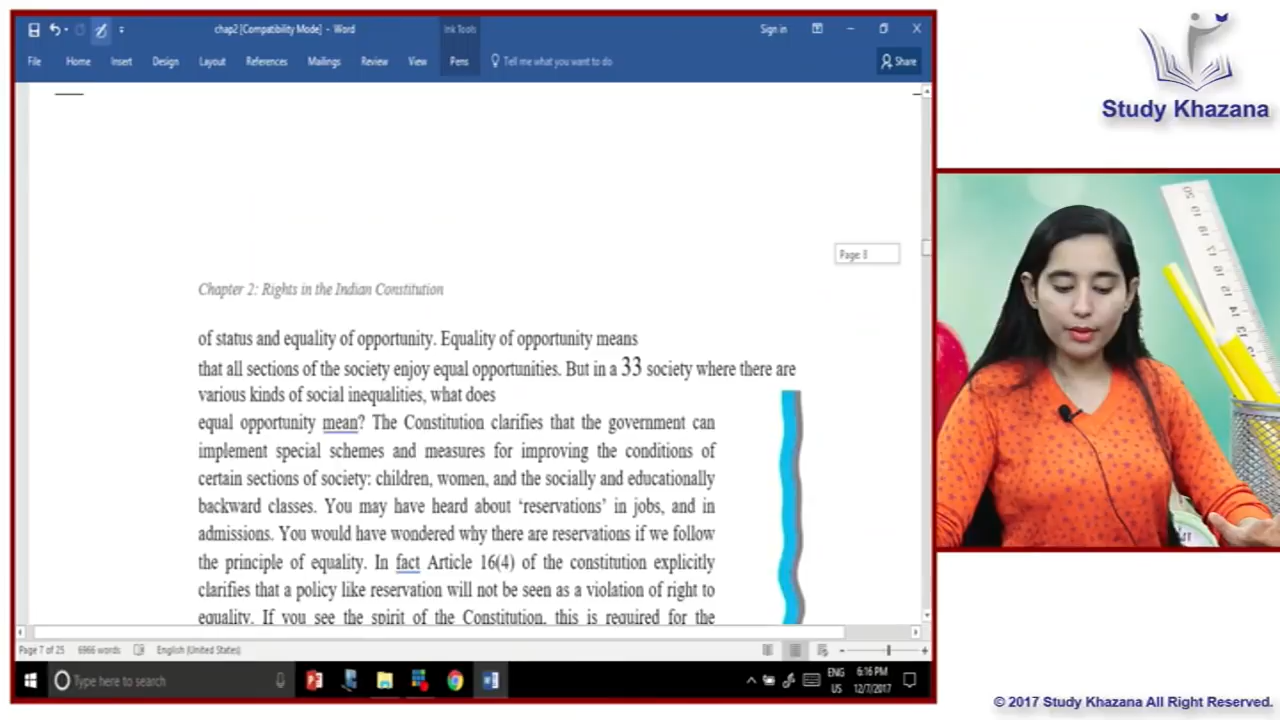 chap2 [Compatibility Mode] - Word
Ink Tools
Sign in
File Home Insert Design Layout References Mailings Review View Pens Tell me what you want to do Share
Study Khazana
Page: 8
Chapter 2: Rights in the Indian Constitution
of status and equality of opportunity. Equality of opportunity means
that all sections of the society enjoy equal opportunities. But in a 33 society where there are
various kinds of social inequalities, what does
equal opportunity mean? The Constitution clarifies that the government can
implement special schemes and measures for improving the conditions of
certain sections of society: children, women, and the socially and educationally
backward classes. You may have heard about ‘reservations’ in jobs, and in
admissions. You would have wondered why there are reservations if we follow
the principle of equality. In fact Article 16(4) of the constitution explicitly
clarifies that a policy like reservation will not be seen as a violation of right to
equality. If you see the spirit of the Constitution, this is required for the
Page 7 of 25 6966 words English (United States)
Type here to search
ENG
US
6:16 PM
12/7/2017
© 2017 Study Khazana All Right Reserved.